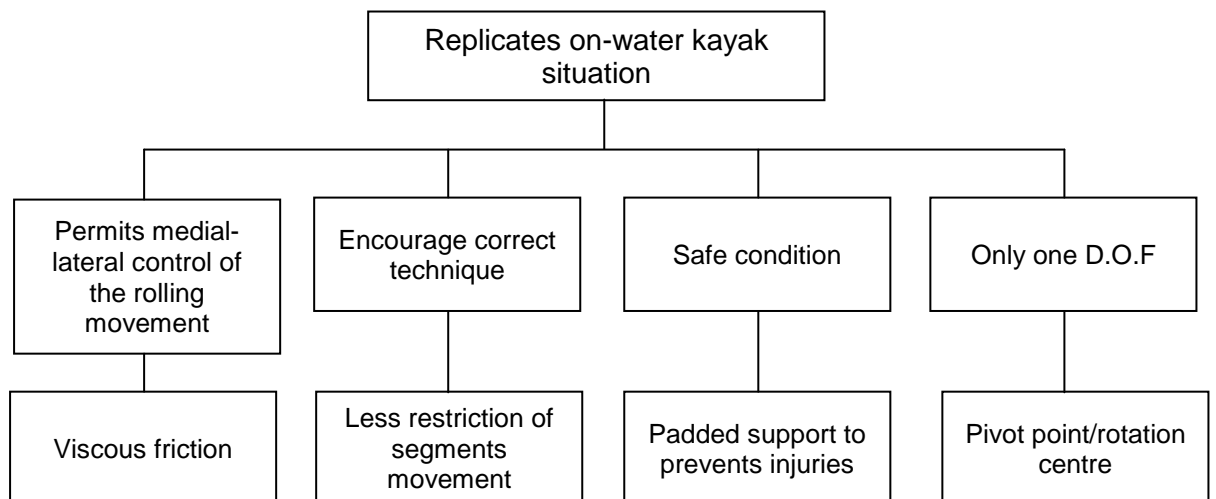 Replicates on-water kayak
situation
Permits medial-
lateral control of
the rolling
movement
Encourage correct
technique
Safe condition
Only one D.O.F
Viscous friction
Less restriction of
segments
movement
Padded support to
prevents injuries
Pivot point/rotation
centre